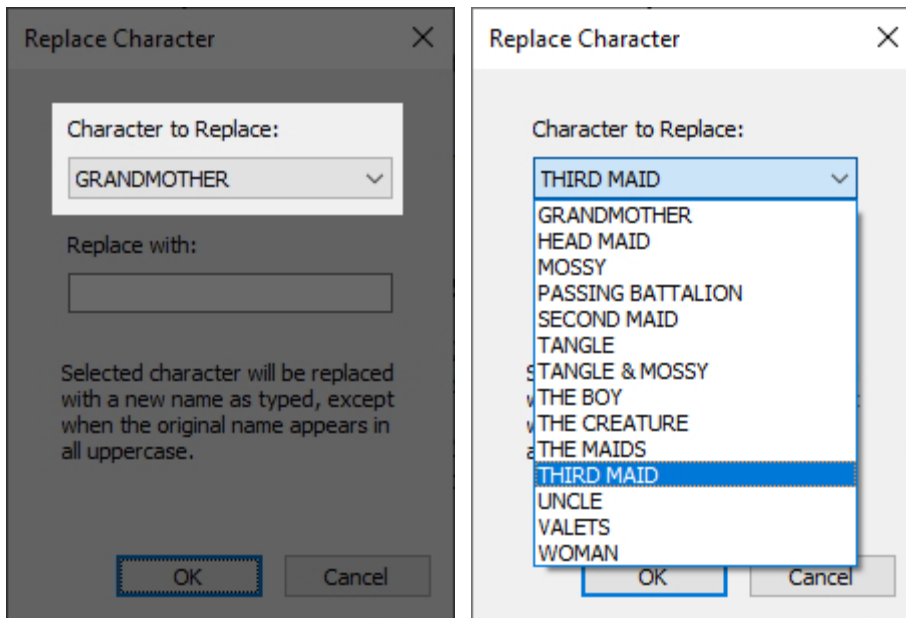 Replace Character
Character to Replace:
GRANDMOTHER
Replace with:
Selected character will be replaced
with a new name as typed, except
when the original name appears in
all uppercase.
OK
Cancel
Replace Character
Character to Replace:
THIRD MAID
GRANDMOTHER
HEAD MAID
MOSSY
PASSING BATTALION
SECOND MAID
TANGLE
TANGLE & MOSSY
THE BOY
THE CREATURE
THE MAIDS
THIRD MAID
UNCLE
VALETS
WOMAN
OK
Cancel